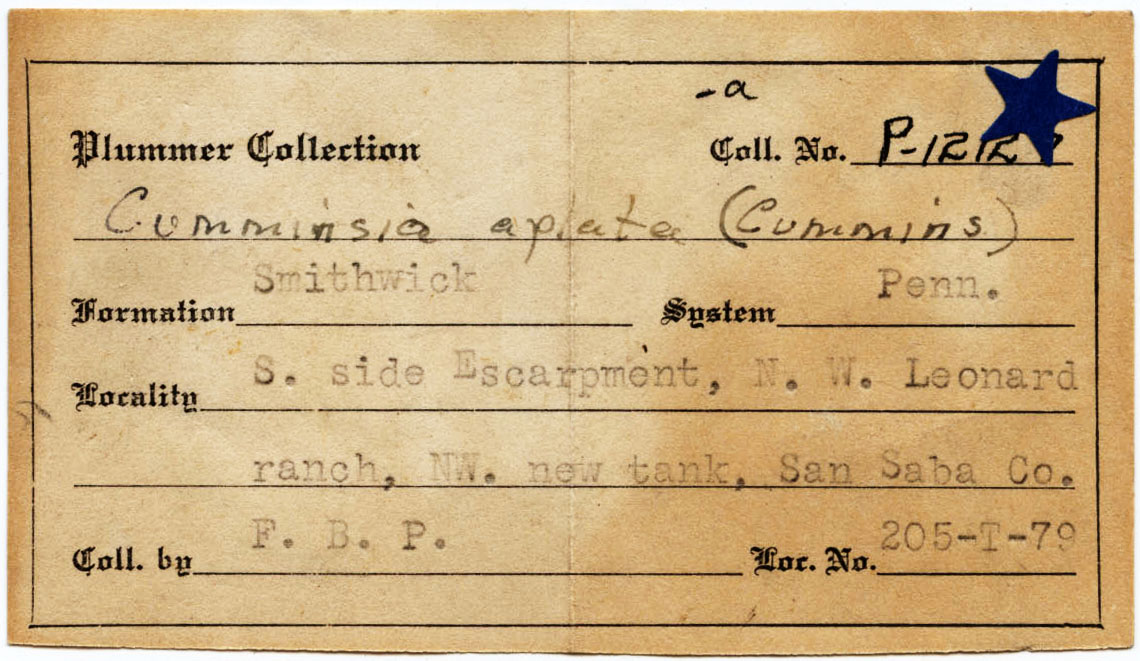 -a
Plummer Collection Coll. No. P-1212
Cumminsia aplata (Cummins)
Smithwick Penn.
Formation System
S. side Escarpment, N. W. Leonard
Locality
ranch, NW. new tank, San Saba Co.
F. B. P. 205-T-79
Coll. by Loc. No.